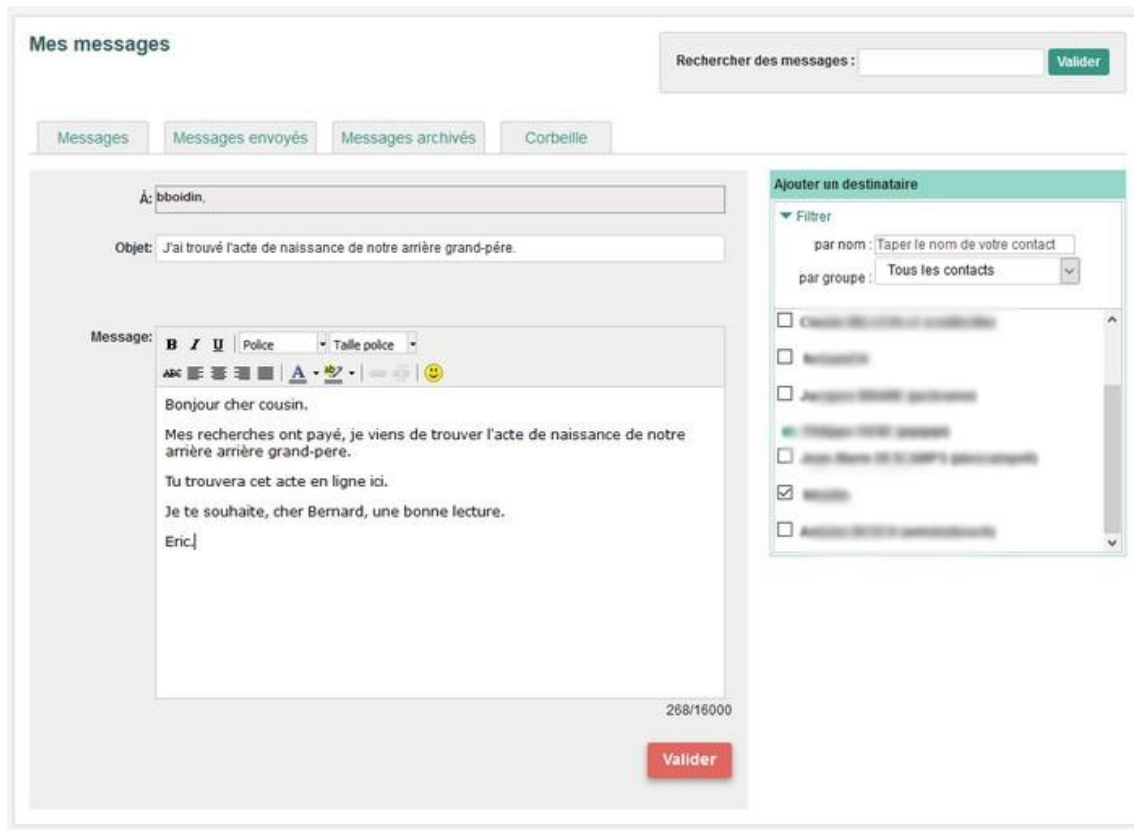 Mes messages
Rechercher des messages :
Valider
Messages
Messages envoyés
Messages archivés
Corbeille
À: bboidin,
Objet: J'ai trouvé l'acte de naissance de notre arrière grand-père.
Message:
B I U Police Taille police
ABC A ab
Bonjour cher cousin.
Mes recherches ont payé, je viens de trouver l'acte de naissance de notre
arrière arrière grand-pere.
Tu trouvera cet acte en ligne ici.
Je te souhaite, cher Bernard, une bonne lecture.
Eric.
268/16000
Valider
Ajouter un destinataire
Filtrer
par nom : Taper le nom de votre contact
par groupe : Tous les contacts